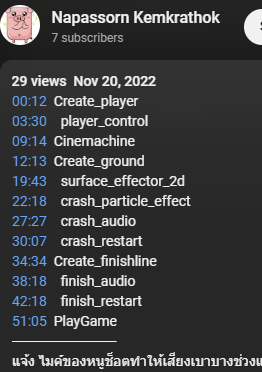 Napassorn Kemkrathok
7 subscribers
29 views Nov 20, 2022
00:12 Create_player
03:30 player_control
09:14 Cinemachine
12:13 Create_ground
19:43 surface_effector_2d
22:18 crash_particle_effect
27:27 crash_audio
30:07 crash_restart
34:34 Create_finishline
38:18 finish_audio
42:18 finish_restart
51:05 PlayGame
แจ้ง ไมค์ของหนูช็อตทำให้เสียงเบาบางช่วง